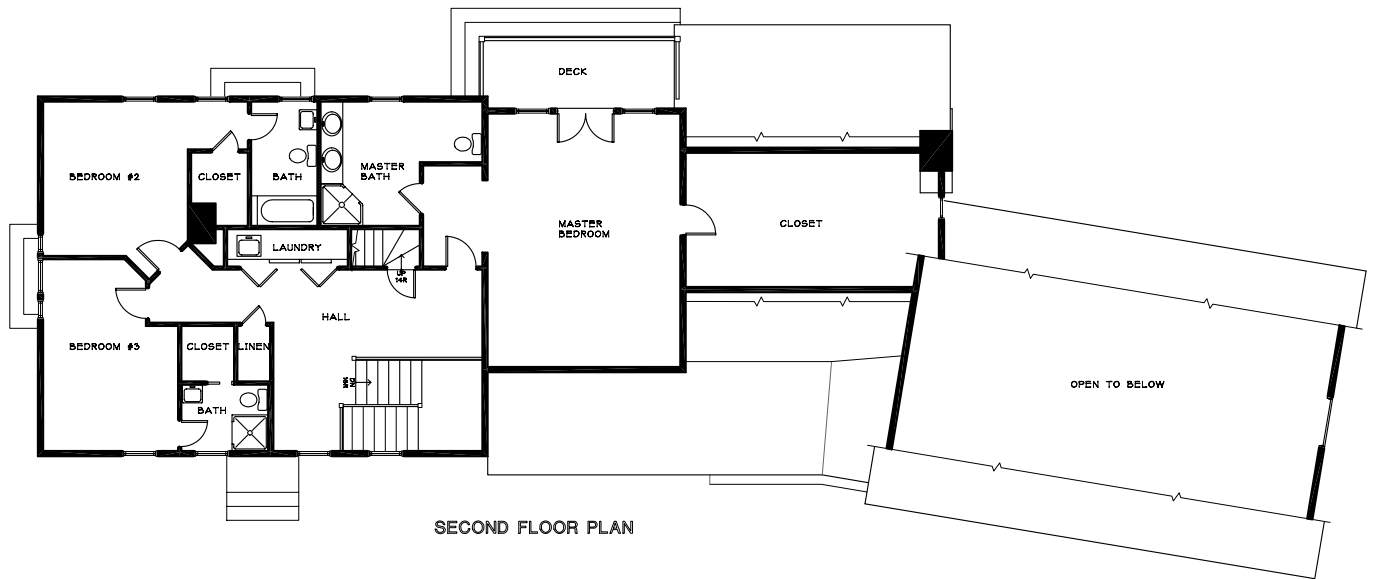 DECK
BEDROOM #2
CLOSET
BATH
MASTER
BATH
MASTER
BEDROOM
CLOSET
LAUNDRY
UP
14R
HALL
BEDROOM #3
CLOSET
LINEN
DN
BATH
OPEN TO BELOW
SECOND FLOOR PLAN